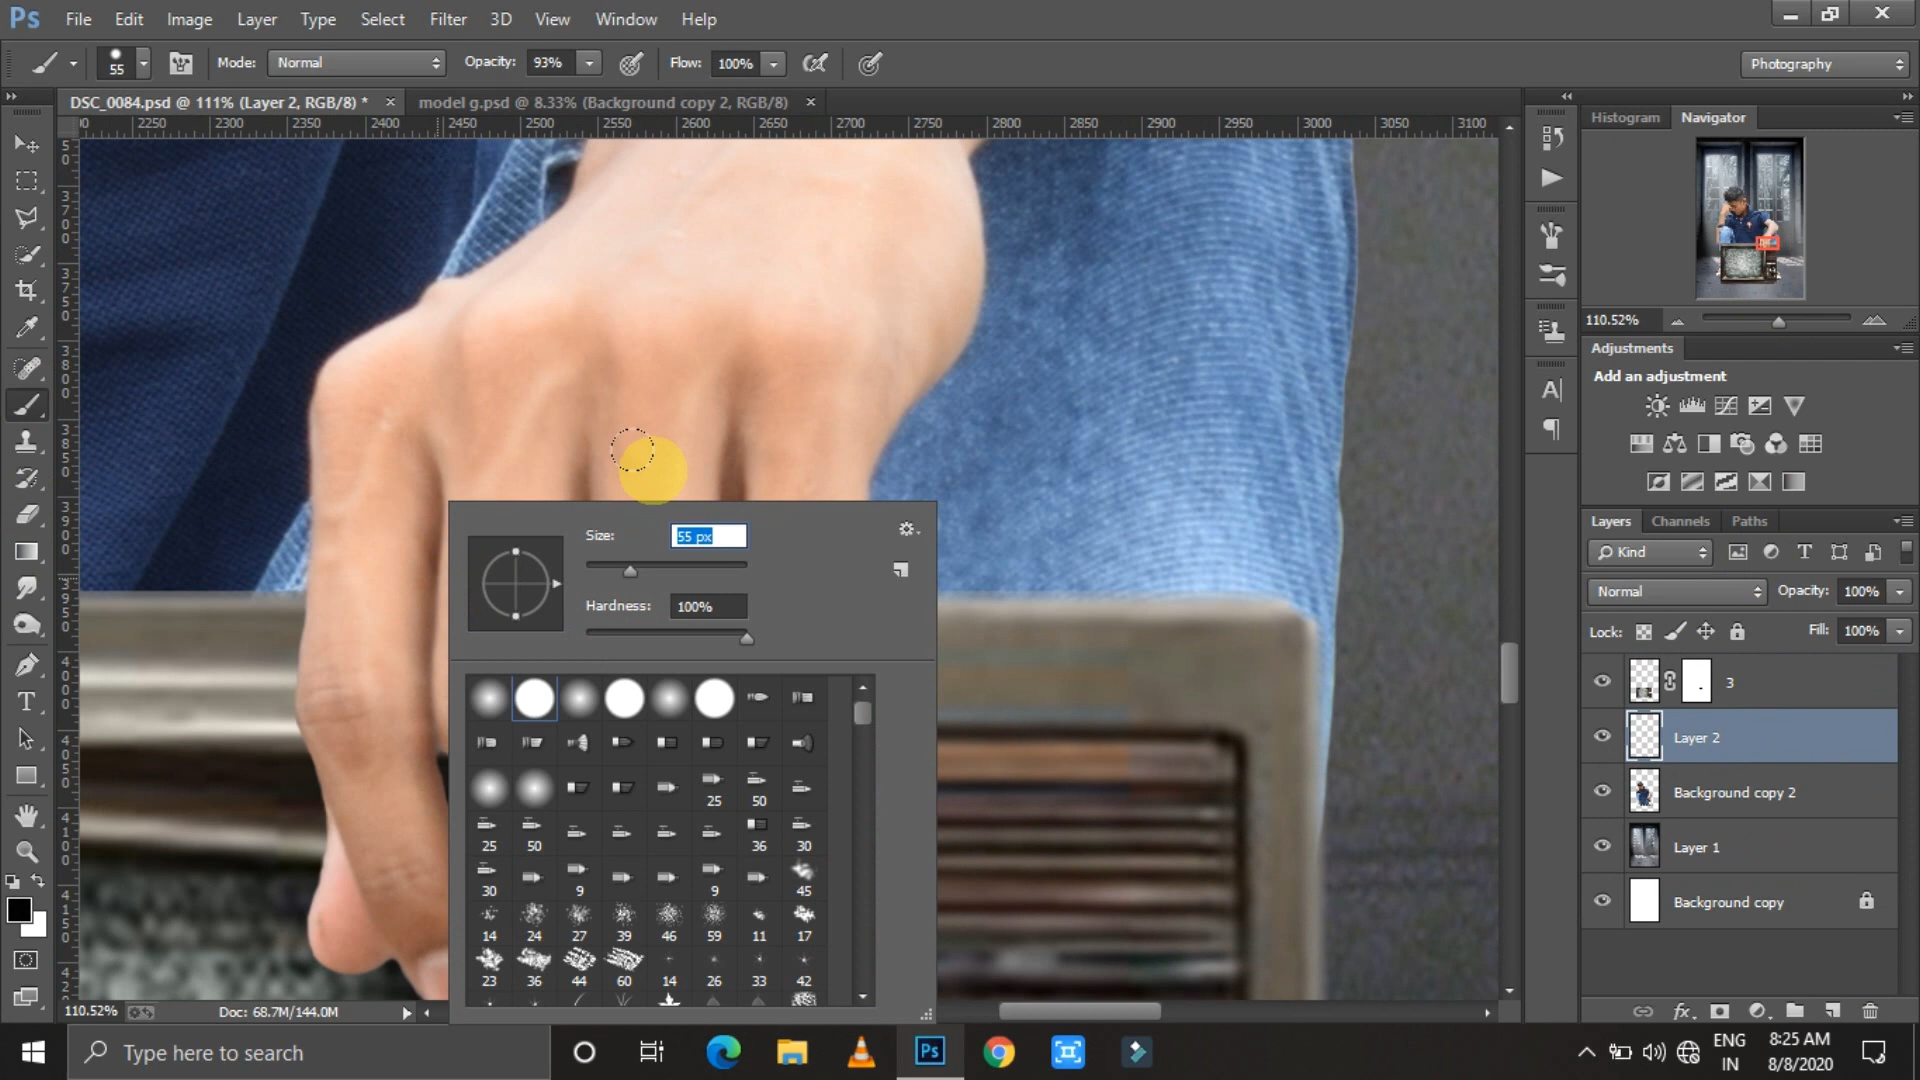 Ps File Edit Image Layer Type Select Filter 3D View Window Help
55 Mode: Normal Opacity: 93% Flow: 100% Photography
DSC_0084.psd @ 111% (Layer 2, RGB/8) * × model g.psd @ 8.33% (Background copy 2, RGB/8) ×
2250 2300 2350 2400 2450 2500 2550 2600 2650 2700 2750 2800 2850 2900 2950 3000 3050 3100
Histogram Navigator
110.52%
Adjustments
Add an adjustment
Size: 55 px
Hardness: 100%
25 50
25 50 36 30
30 9 9 45
14 24 27 39 46 59 11 17
23 36 44 60 14 26 33 42
Layers Channels Paths
Kind
Normal Opacity: 100%
Lock: Fill: 100%
3
Layer 2
Background copy 2
Layer 1
Background copy
110.52% Doc: 68.7M/144.0M
Type here to search
Ps
ENG
IN
8:25 AM
8/8/2020